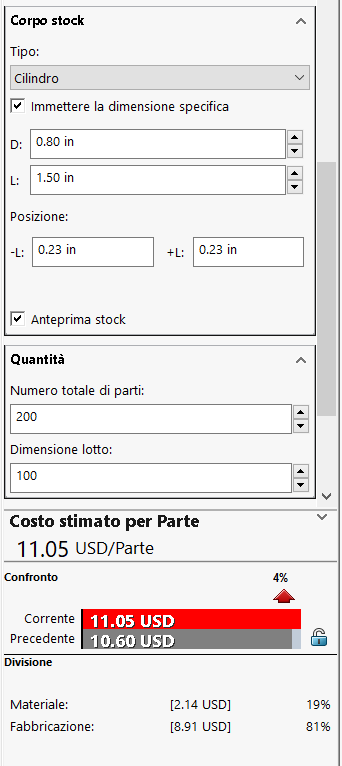 Corpo stock
Tipo:
Cilindro
Immettere la dimensione specifica
D: 0.80 in
L: 1.50 in
Posizione:
-L: 0.23 in +L: 0.23 in
Anteprima stock
Quantità
Numero totale di parti:
200
Dimensione lotto:
100
Costo stimato per Parte
11.05 USD/Parte
Confronto 4%
Corrente 11.05 USD
Precedente 10.60 USD
Divisione
Materiale: [2.14 USD] 19%
Fabbricazione: [8.91 USD] 81%